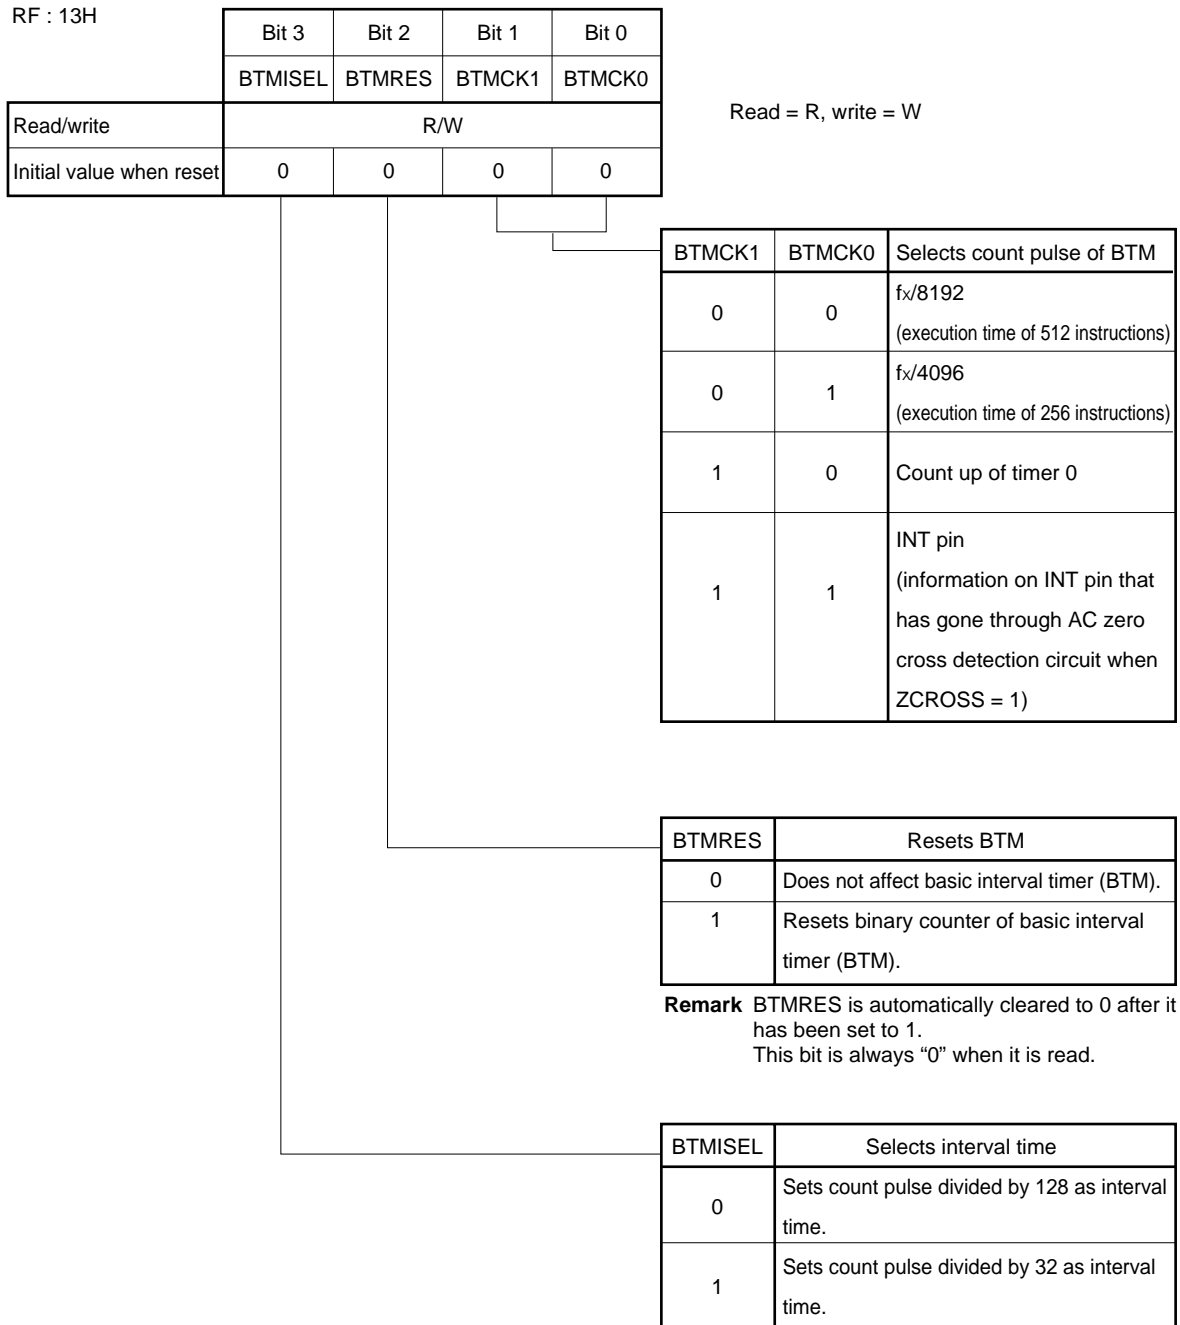 RF : 13H
Bit 3 Bit 2 Bit 1 Bit 0
BTMISEL BTMRES BTMCK1 BTMCK0
Read/write R/W
Read = R, write = W
Initial value when reset 0 0 0 0
BTMCK1 BTMCK0 Selects count pulse of BTM
0 0 fX/8192
(execution time of 512 instructions)
0 1 fX/4096
(execution time of 256 instructions)
1 0 Count up of timer 0
1 1 INT pin
(information on INT pin that
has gone through AC zero
cross detection circuit when
ZCROSS = 1)
BTMRES Resets BTM
0 Does not affect basic interval timer (BTM).
1 Resets binary counter of basic interval
timer (BTM).
Remark BTMRES is automatically cleared to 0 after it
has been set to 1.
This bit is always “0” when it is read.
BTMISEL Selects interval time
0 Sets count pulse divided by 128 as interval
time.
1 Sets count pulse divided by 32 as interval
time.